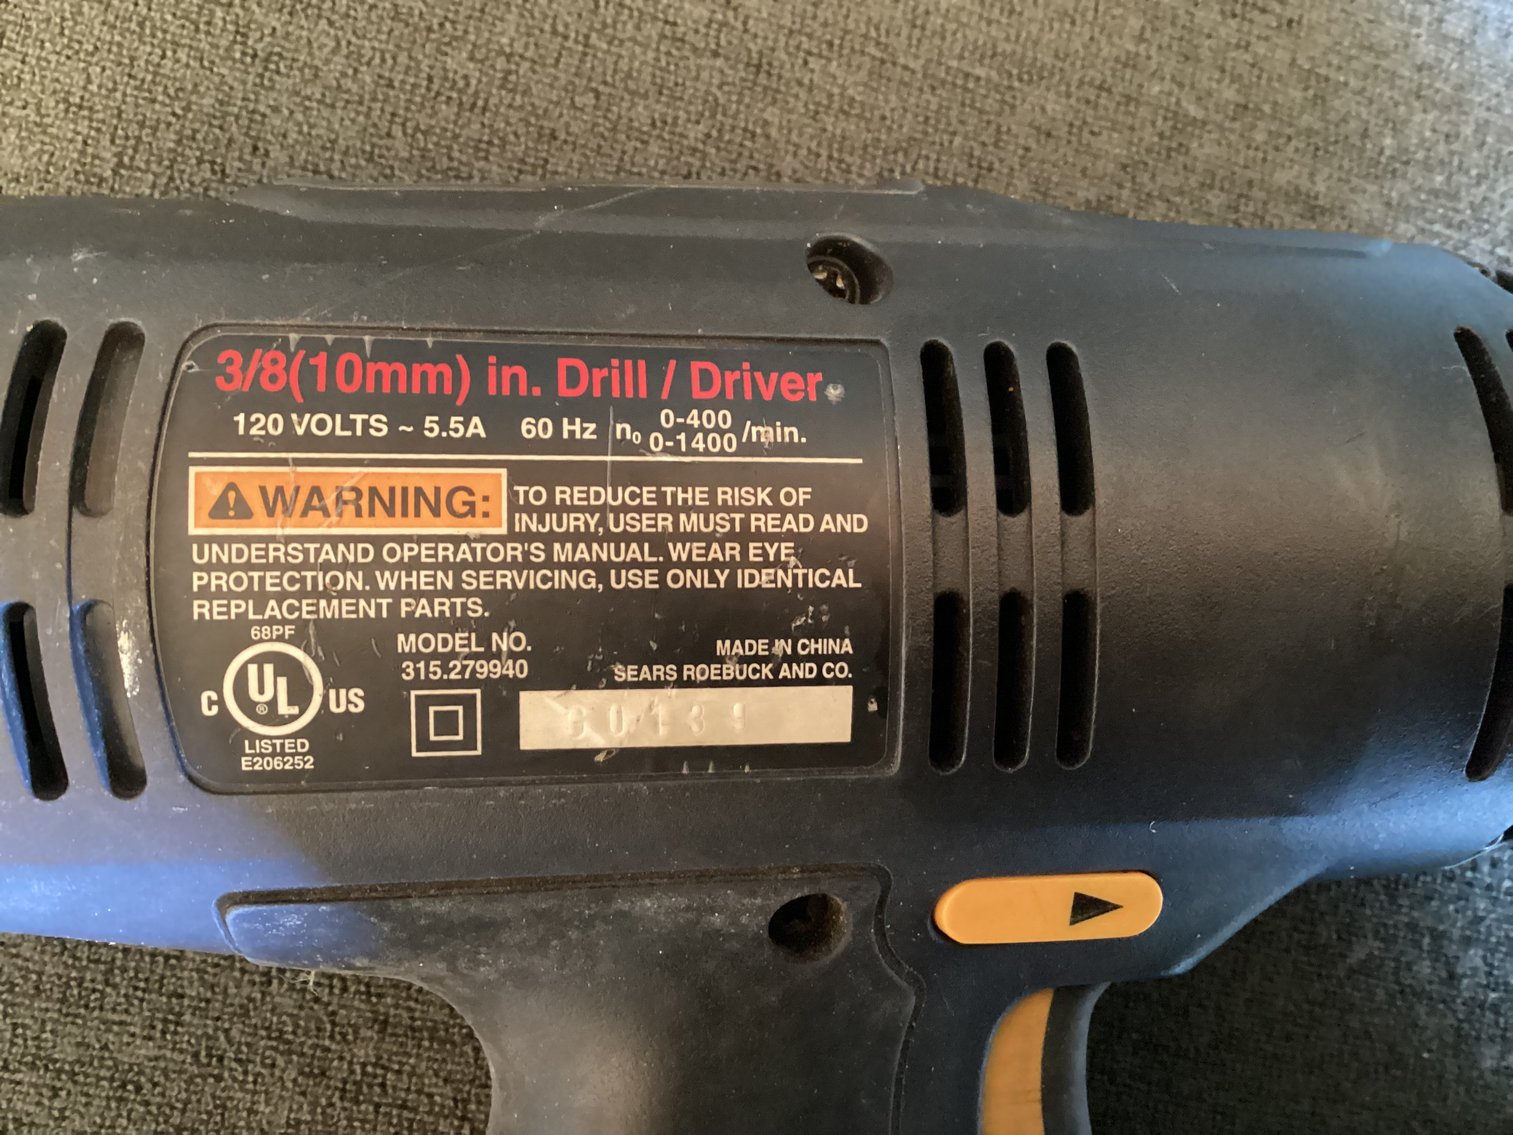 3/8(10mm) in. Drill / Driver
120 VOLTS ~ 5.5A 60 Hz n₀ 0-400
0-1400 /min.
WARNING: TO REDUCE THE RISK OF
INJURY, USER MUST READ AND
UNDERSTAND OPERATOR'S MANUAL. WEAR EYE
PROTECTION. WHEN SERVICING, USE ONLY IDENTICAL
REPLACEMENT PARTS.
68PF
C UL ® US
LISTED
E206252
MODEL NO.
315.279940
MADE IN CHINA
SEARS ROEBUCK AND CO.